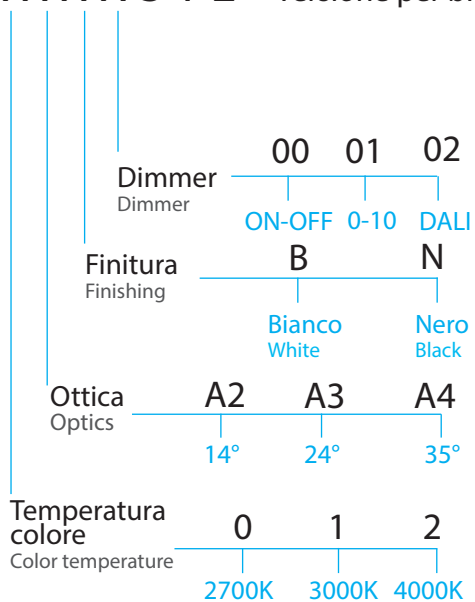 00 01 02
Dimmer
Dimmer
ON-OFF 0-10 DALI
Finitura
Finishing
B N
Bianco Nero
White Black
Ottica
Optics
A2 A3 A4
14° 24° 35°
Temperatura
colore
Color temperature
0 1 2
2700K 3000K 4000K